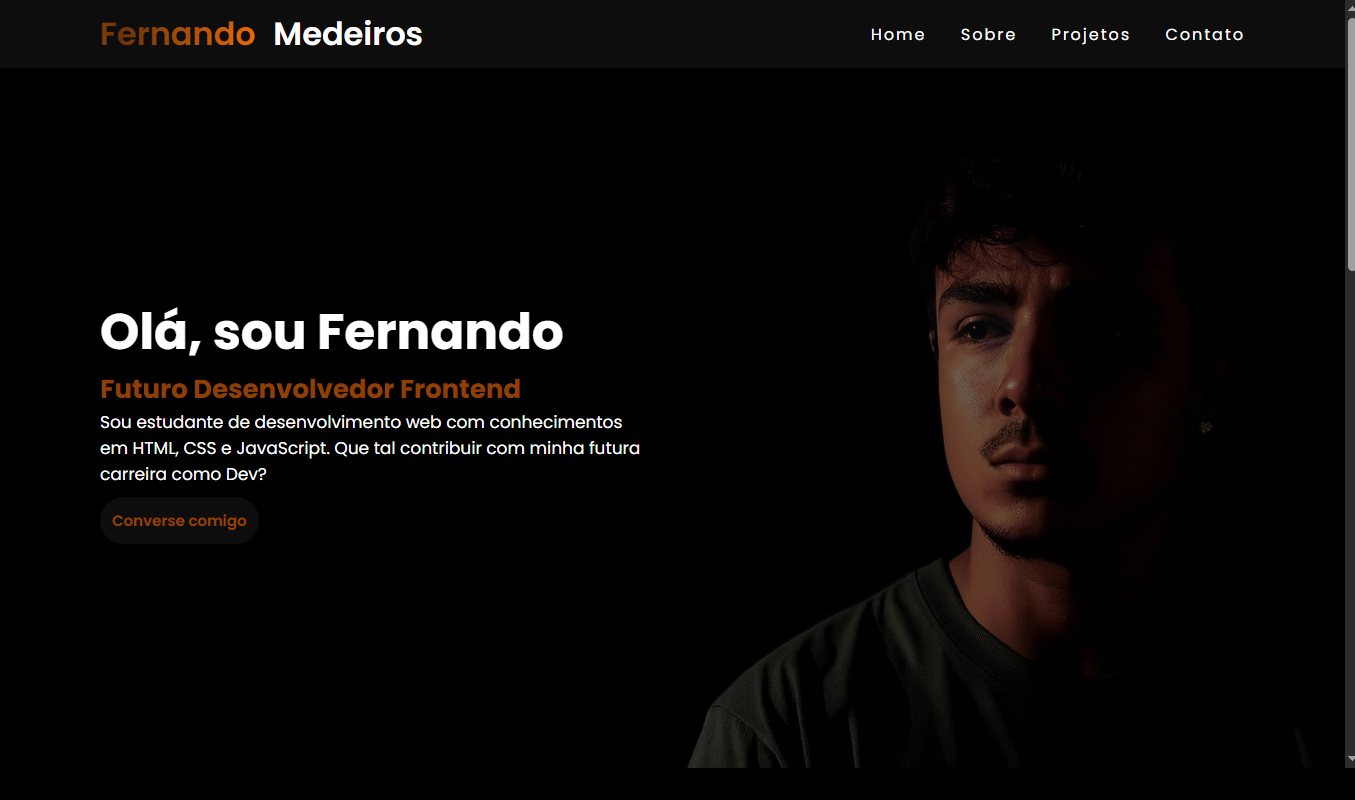 Fernando Medeiros
Home Sobre Projetos Contato
Olá, sou Fernando
Futuro Desenvolvedor Frontend
Sou estudante de desenvolvimento web com conhecimentos
em HTML, CSS e JavaScript. Que tal contribuir com minha futura
carreira como Dev?
Converse comigo